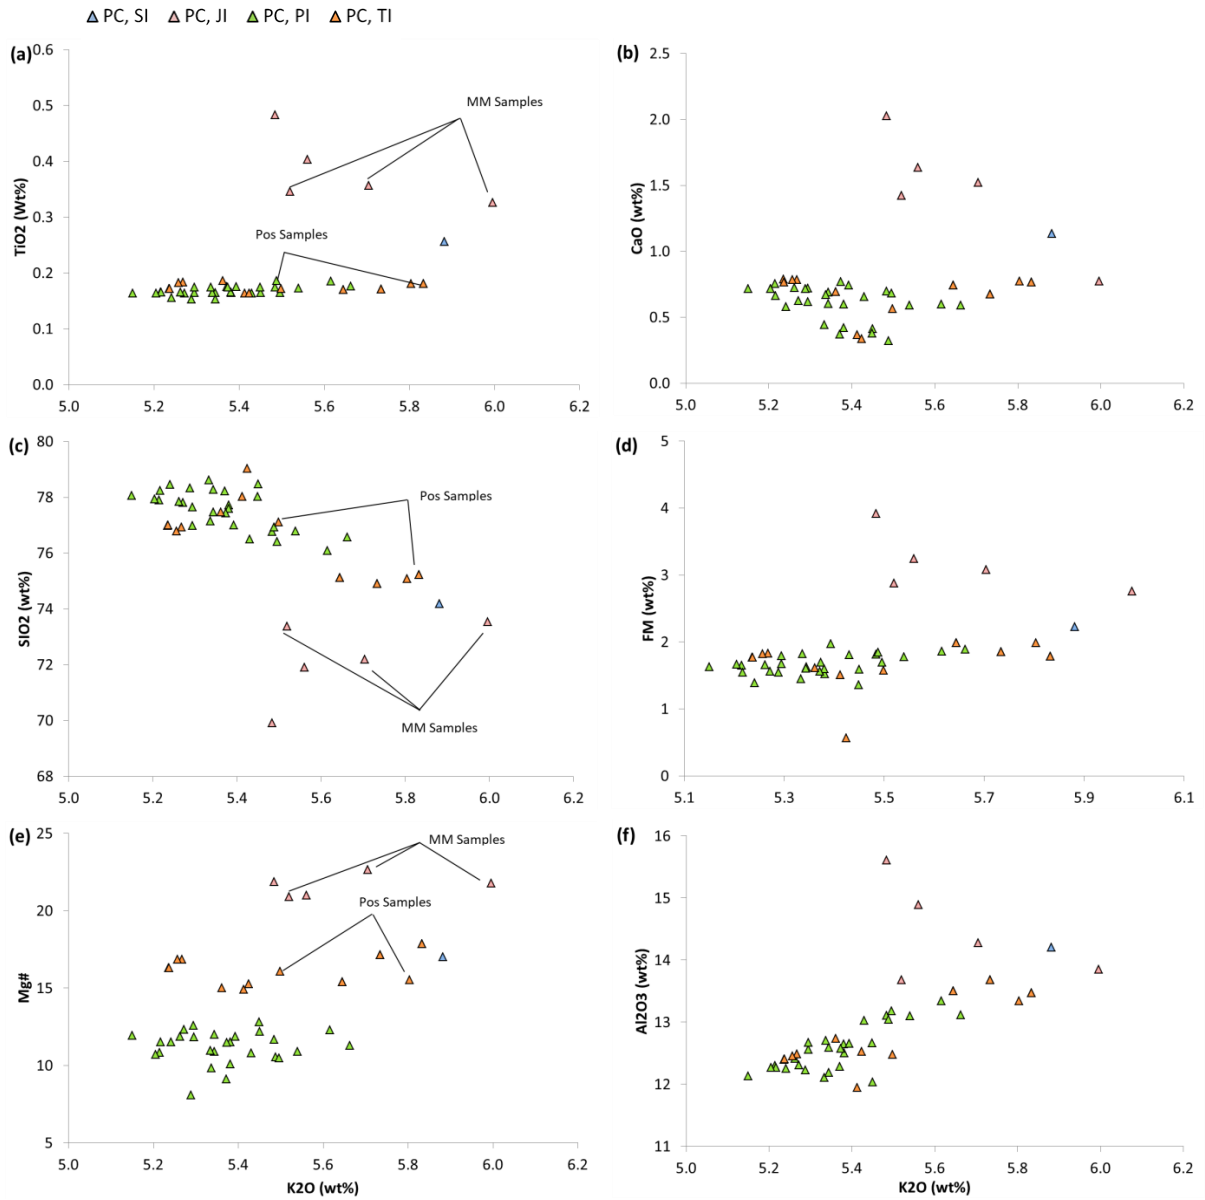 PC, SI PC, JI PC, PI PC, TI
(a)
0.6
0.5
0.4
0.3
0.2
0.1
0.0
TiO2 (Wt%)
MM Samples
Pos Samples
5.0 5.2 5.4 5.6 5.8 6.0 6.2
(b)
2.5
2.0
1.5
1.0
0.5
0.0
CaO (wt%)
5.0 5.2 5.4 5.6 5.8 6.0 6.2
(c)
80
78
76
74
72
70
68
SIO2 (wt%)
Pos Samples
MM Samples
5.0 5.2 5.4 5.6 5.8 6.0 6.2
(d)
5
4
3
2
1
0
FM (wt%)
5.1 5.3 5.5 5.7 5.9 6.1
(e)
25
20
15
10
5
Mg#
MM Samples
Pos Samples
5.0 5.2 5.4 5.6 5.8 6.0 6.2
K2O (wt%)
(f)
16
15
14
13
12
11
Al2O3 (wt%)
5.0 5.2 5.4 5.6 5.8 6.0 6.2
K2O (wt%)